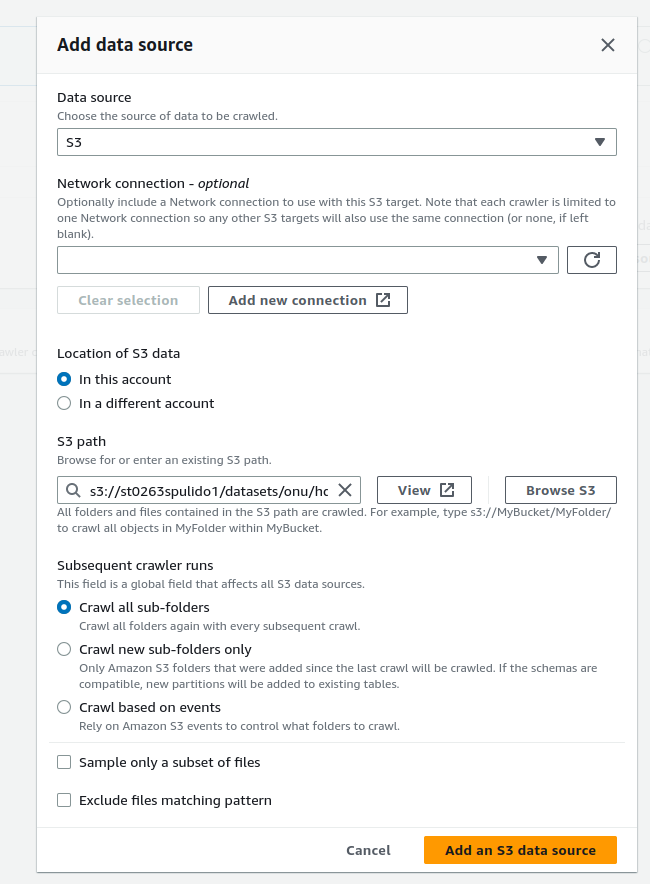 Add data source
Data source
Choose the source of data to be crawled.
S3
Network connection - optional
Optionally include a Network connection to use with this S3 target. Note that each crawler is limited to
one Network connection so any other S3 targets will also use the same connection (or none, if left
blank).
Clear selection
Add new connection
Location of S3 data
In this account
In a different account
S3 path
Browse for or enter an existing S3 path.
s3://st0263spulido1/datasets/onu/hc
View
Browse S3
All folders and files contained in the S3 path are crawled. For example, type s3://MyBucket/MyFolder/
to crawl all objects in MyFolder within MyBucket.
Subsequent crawler runs
This field is a global field that affects all S3 data sources.
Crawl all sub-folders
Crawl all folders again with every subsequent crawl.
Crawl new sub-folders only
Only Amazon S3 folders that were added since the last crawl will be crawled. If the schemas are
compatible, new partitions will be added to existing tables.
Crawl based on events
Rely on Amazon S3 events to control what folders to crawl.
Sample only a subset of files
Exclude files matching pattern
Cancel
Add an S3 data source